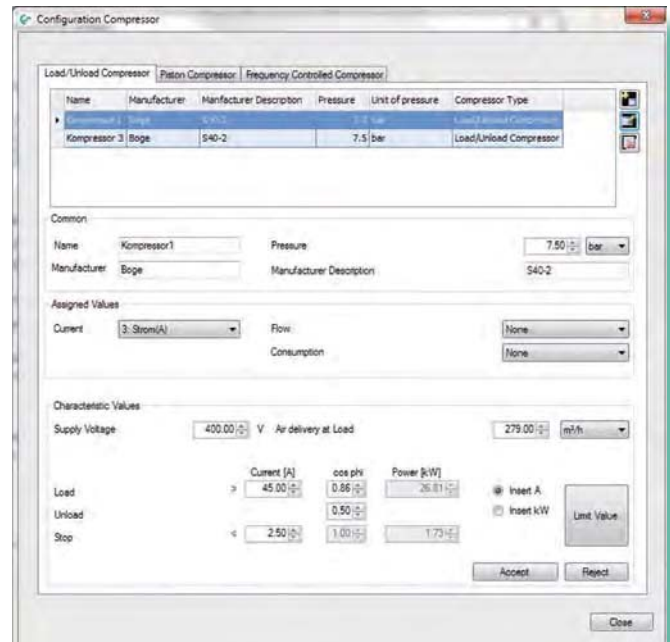 Configuration Compressor
Load/Unload Compressor Piston Compressor Frequency Controlled Compressor
Name Manufacturer Manfacturer Description Pressure Unit of pressure Compressor Type
Kompressor 3 Boge S40-2 7.5 bar Load/Unload Compressor
Common
Name Kompressor1 Pressure 7.50 bar
Manufacturer Boge Manufacturer Description S40-2
Assigned Values
Current 3: Strom(A) Flow None
Consumption None
Characteristic Values
Supply Voltage 400.00 V Air delivery at Load 279.00 m³/h
Current [A] cos phi Power [kW]
Load > 45.00 0.86 26.81 Insert A
Unload 0.50 Insert kW Limit Value
Stop < 2.50 1.00 1.73
Accept Reject
Close